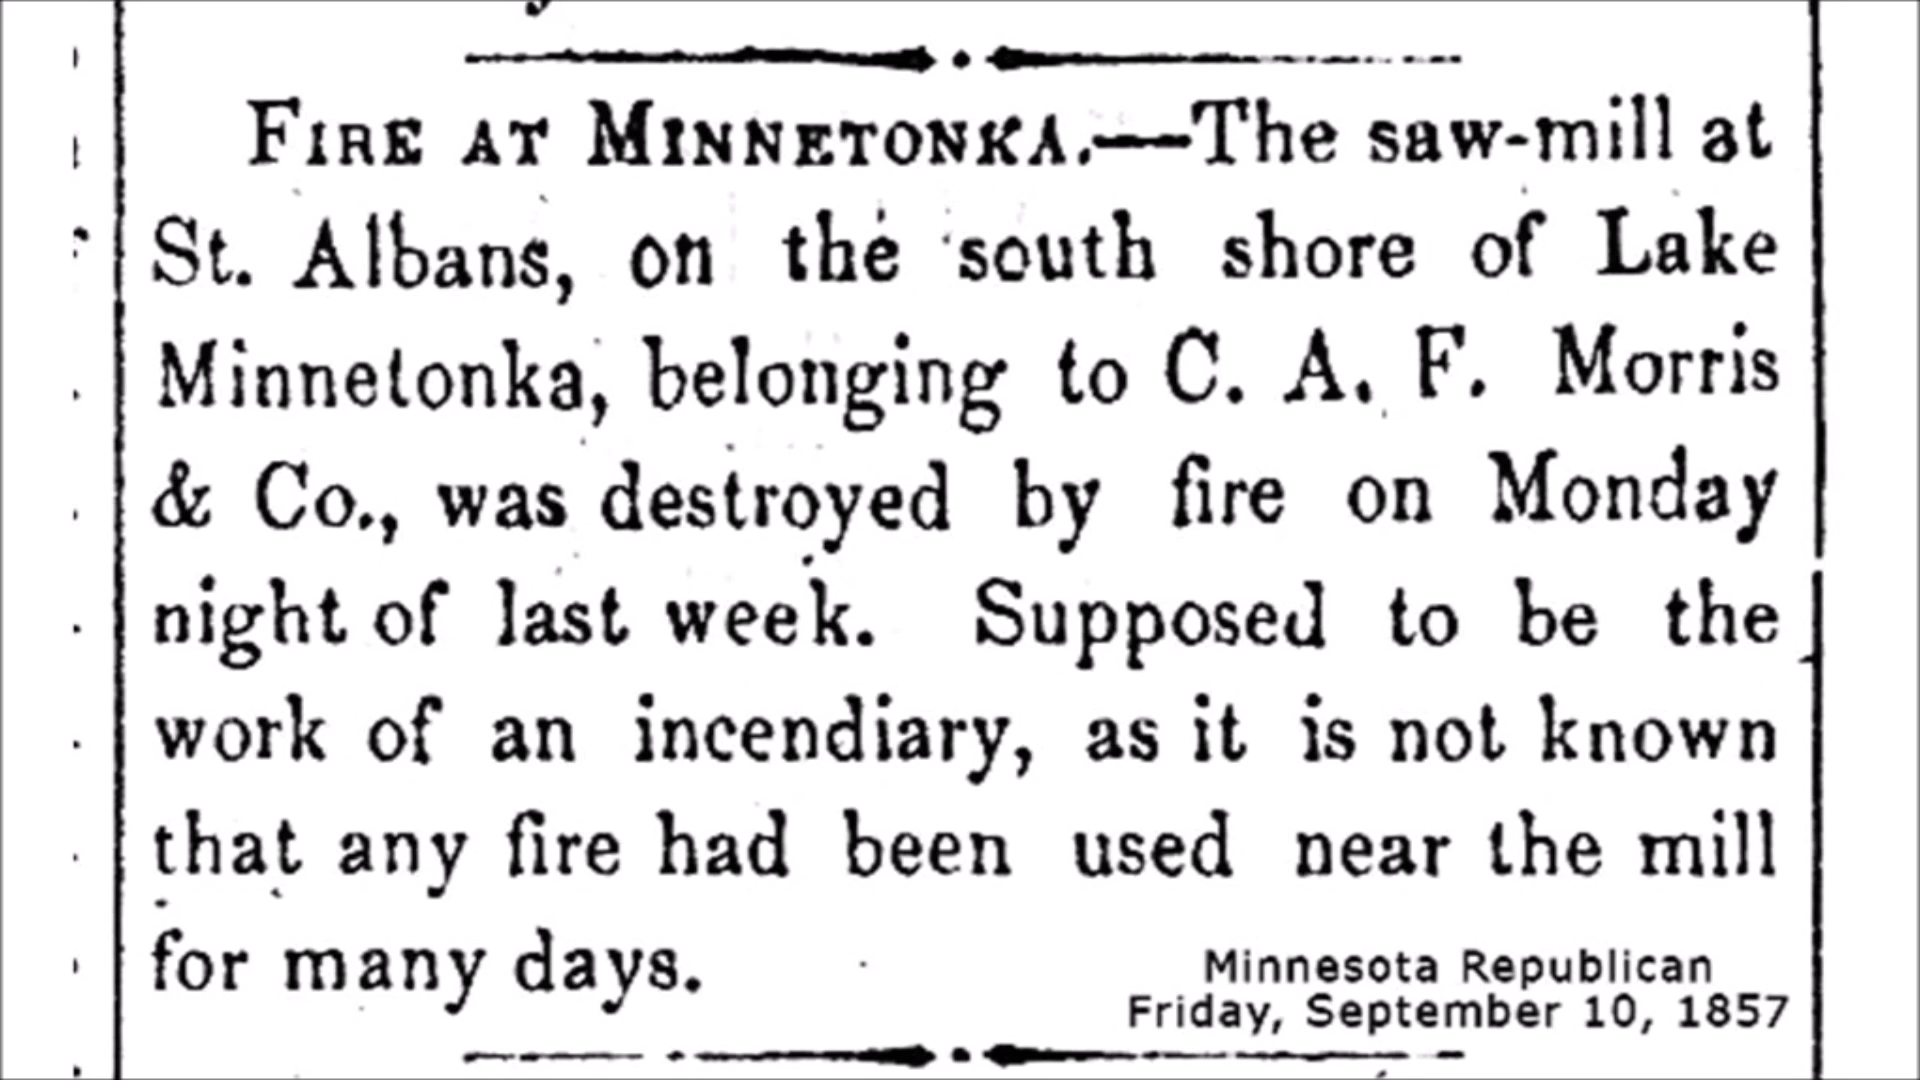 FIRE AT MINNETONKA.—The saw-mill at
St. Albans, on the south shore of Lake
Minnetonka, belonging to C. A. F. Morris
& Co., was destroyed by fire on Monday
night of last week. Supposed to be the
work of an incendiary, as it is not known
that any fire had been used near the mill
for many days.
Minnesota Republican
Friday, September 10, 1857